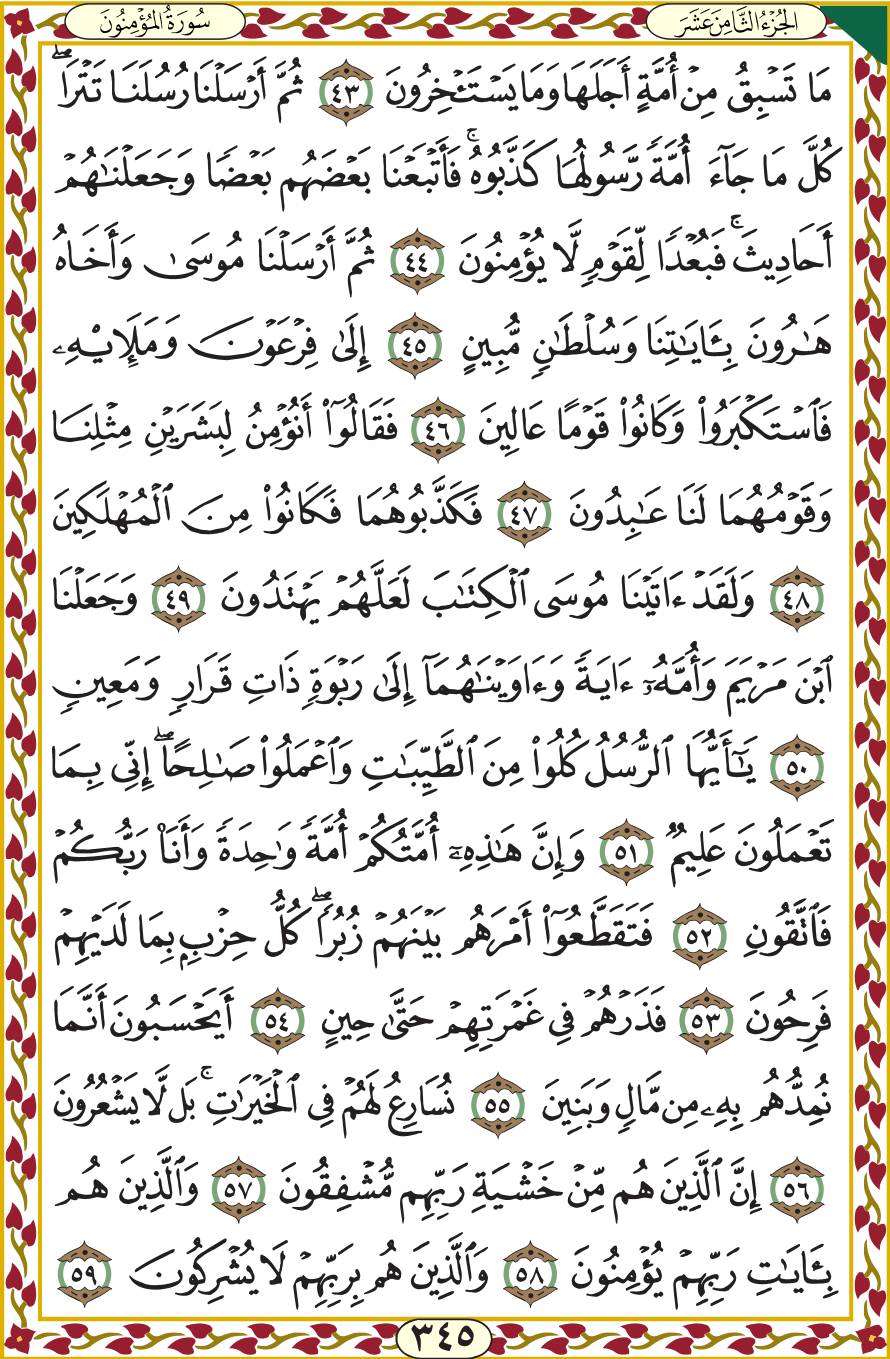 الجُزْءُ الثَّامِنَ عَشَرَ
سُورَةُ المُؤْمِنُونَ
مَا تَسْبِقُ مِنْ أُمَّةٍ أَجَلَهَا وَمَا يَسْتَـْٔخِرُونَ ٤٣ ثُمَّ أَرْسَلْنَا رُسُلَنَا تَتْرَاۖ
كُلَّ مَا جَآءَ أُمَّةٗ رَّسُولُهَا كَذَّبُوهُۚ فَأَتْبَعْنَا بَعْضَهُم بَعْضٗا وَجَعَلْنَٰهُمْ
أَحَادِيثَۚ فَبُعْدٗا لِّقَوْمٖ لَّا يُؤْمِنُونَ ٤٤ ثُمَّ أَرْسَلْنَا مُوسَىٰ وَأَخَاهُ
هَٰرُونَ بِـَٔايَٰتِنَا وَسُلْطَٰنٖ مُّبِينٍ ٤٥ إِلَىٰ فِرْعَوْنَ وَمَلَإِيْهِۦ
فَٱسْتَكْبَرُواْ وَكَانُواْ قَوْمًا عَالِينَ ٤٦ فَقَالُوٓاْ أَنُؤْمِنُ لِبَشَرَيْنِ مِثْلِنَا
وَقَوْمُهُمَا لَنَا عَٰبِدُونَ ٤٧ فَكَذَّبُوهُمَا فَكَانُواْ مِنَ ٱلْمُهْلَكِينَ
٤٨ وَلَقَدْ ءَاتَيْنَا مُوسَى ٱلْكِتَٰبَ لَعَلَّهُمْ يَهْتَدُونَ ٤٩ وَجَعَلْنَا
ٱبْنَ مَرْيَمَ وَأُمَّهُۥٓ ءَايَةٗ وَءَاوَيْنَٰهُمَآ إِلَىٰ رَبْوَةٖ ذَاتِ قَرَارٖ وَمَعِينٖ
٥٠ يَٰٓأَيُّهَا ٱلرُّسُلُ كُلُواْ مِنَ ٱلطَّيِّبَٰتِ وَٱعْمَلُواْ صَٰلِحًاۖ إِنِّي بِمَا
تَعْمَلُونَ عَلِيمٞ ٥١ وَإِنَّ هَٰذِهِۦٓ أُمَّتُكُمْ أُمَّةٗ وَٰحِدَةٗ وَأَنَا۠ رَبُّكُمْ
فَٱتَّقُونِ ٥٢ فَتَقَطَّعُوٓاْ أَمْرَهُم بَيْنَهُمْ زُبُرٗاۖ كُلُّ حِزْبِۭ بِمَا لَدَيْهِمْ
فَرِحُونَ ٥٣ فَذَرْهُمْ فِي غَمْرَتِهِمْ حَتَّىٰ حِينٍ ٥٤ أَيَحْسَبُونَ أَنَّمَا
نُمِدُّهُم بِهِۦ مِن مَّالٖ وَبَنِينَ ٥٥ نُسَارِعُ لَهُمْ فِي ٱلْخَيْرَٰتِۚ بَل لَّا يَشْعُرُونَ
٥٦ إِنَّ ٱلَّذِينَ هُم مِّنْ خَشْيَةِ رَبِّهِم مُّشْفِقُونَ ٥٧ وَٱلَّذِينَ هُم
بِـَٔايَٰتِ رَبِّهِمْ يُؤْمِنُونَ ٥٨ وَٱلَّذِينَ هُم بِرَبِّهِمْ لَا يُشْرِكُونَ ٥٩
٣٤٥